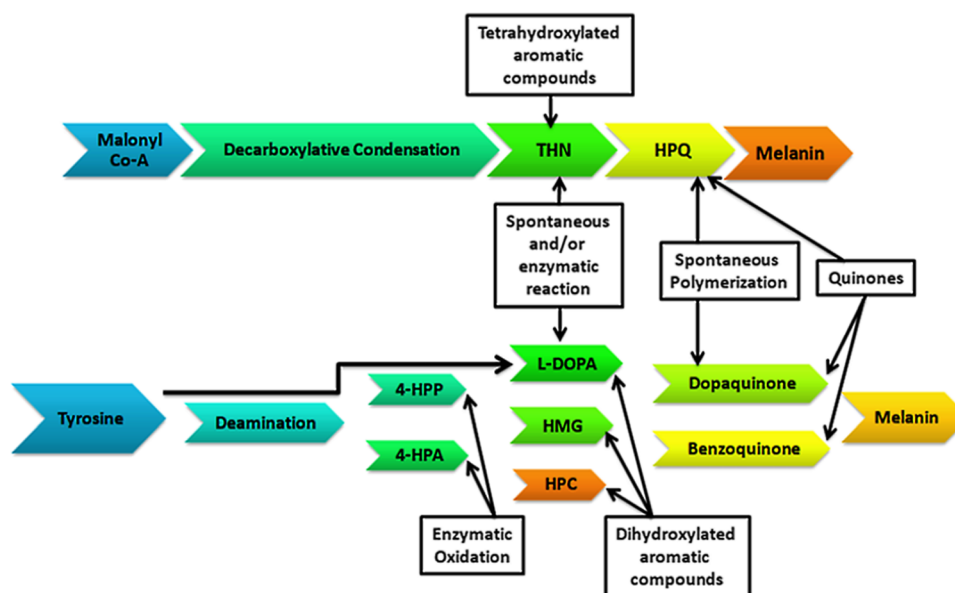 Tetrahydroxylated
aromatic
compounds
Malonyl
Co-A
Decarboxylative Condensation
THN
HPQ
Melanin
Spontaneous
and/or
enzymatic
reaction
Spontaneous
Polymerization
Quinones
Tyrosine
Deamination
4-HPP
4-HPA
L-DOPA
HMG
HPC
Dopaquinone
Benzoquinone
Melanin
Enzymatic
Oxidation
Dihydroxylated
aromatic
compounds